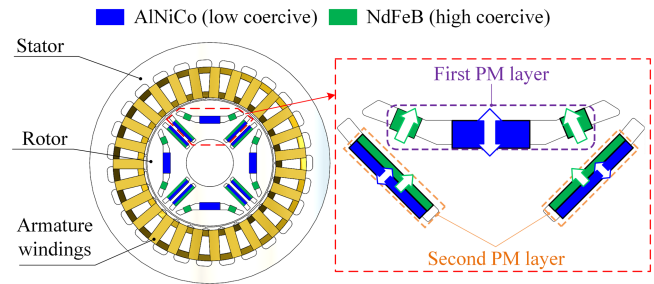 AlNiCo (low coercive) NdFeB (high coercive)
Stator
First PM layer
Rotor
Armature
windings
Second PM layer